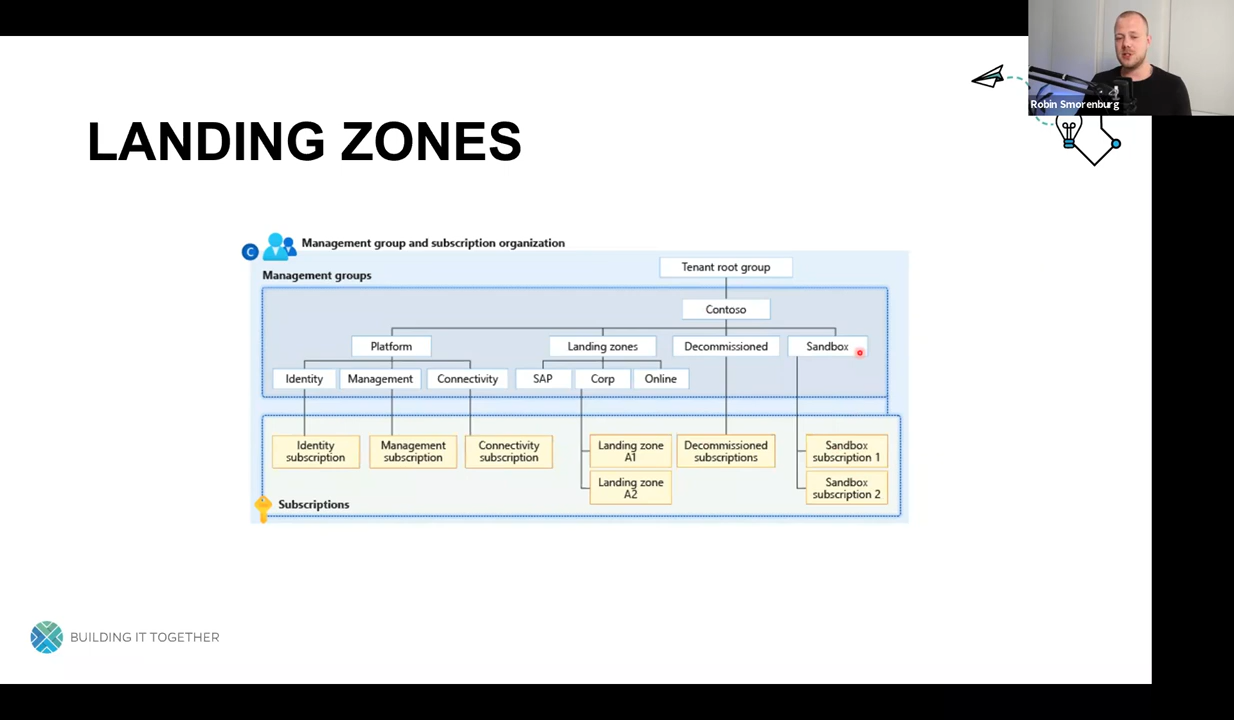 Robin Smorenburg
LANDING ZONES
C
Management group and subscription organization
Management groups
Tenant root group
Contoso
Platform
Landing zones
Decommissioned
Sandbox
Identity
Management
Connectivity
SAP
Corp
Online
Identity
subscription
Management
subscription
Connectivity
subscription
Landing zone
A1
Decommissioned
subscriptions
Sandbox
subscription 1
Landing zone
A2
Sandbox
subscription 2
Subscriptions
BUILDING IT TOGETHER